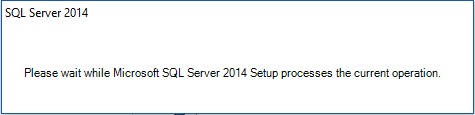 SQL Server 2014
Please wait while Microsoft SQL Server 2014 Setup processes the current operation.